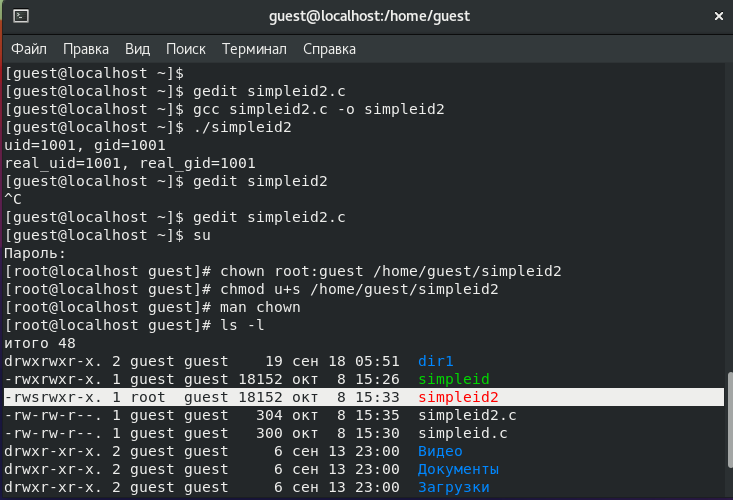 guest@localhost:/home/guest
Файл Правка Вид Поиск Терминал Справка
[guest@localhost ~]$
[guest@localhost ~]$ gedit simpleid2.c
[guest@localhost ~]$ gcc simpleid2.c -o simpleid2
[guest@localhost ~]$ ./simpleid2
uid=1001, gid=1001
real_uid=1001, real_gid=1001
[guest@localhost ~]$ gedit simpleid2
^C
[guest@localhost ~]$ gedit simpleid2.c
[guest@localhost ~]$ su
Пароль:
[root@localhost guest]# chown root:guest /home/guest/simpleid2
[root@localhost guest]# chmod u+s /home/guest/simpleid2
[root@localhost guest]# man chown
[root@localhost guest]# ls -l
итого 48
drwxrwxr-x. 2 guest guest    19 сен 18 05:51  dir1
-rwxrwxr-x. 1 guest guest 18152 окт  8 15:26  simpleid
-rwsrwxr-x. 1 root  guest 18152 окт  8 15:33  simpleid2
-rw-rw-r--. 1 guest guest   304 окт  8 15:35  simpleid2.c
-rw-rw-r--. 1 guest guest   300 окт  8 15:30  simpleid.c
drwxr-xr-x. 2 guest guest     6 сен 13 23:00  Видео
drwxr-xr-x. 2 guest guest     6 сен 13 23:00  Документы
drwxr-xr-x. 2 guest guest     6 сен 13 23:00  Загрузки